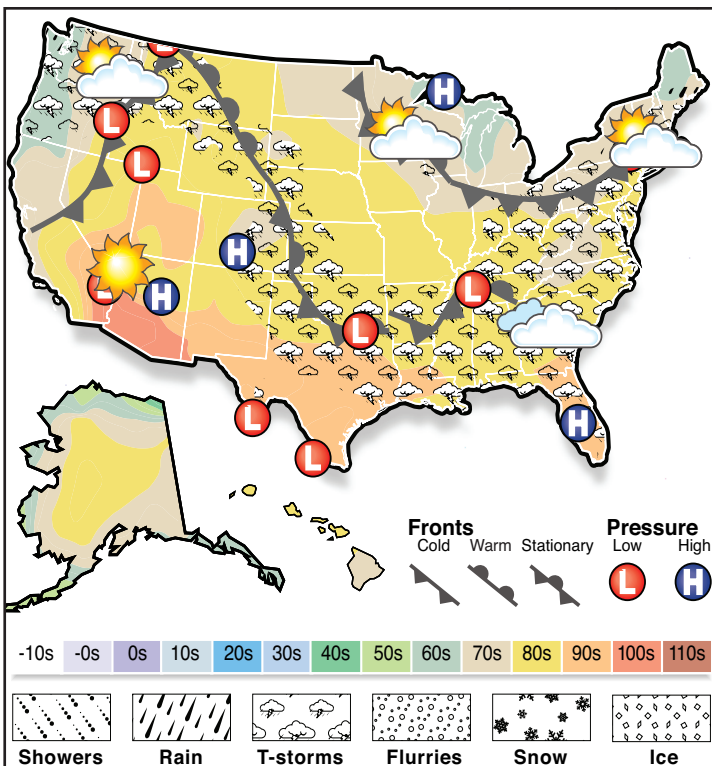 L
H
L
L
H
L
H
L
L
L
H
L
L
Fronts
Cold Warm Stationary
Pressure
Low High
L H
-10s -0s 0s 10s 20s 30s 40s 50s 60s 70s 80s 90s 100s 110s
Showers Rain T-storms Flurries Snow Ice